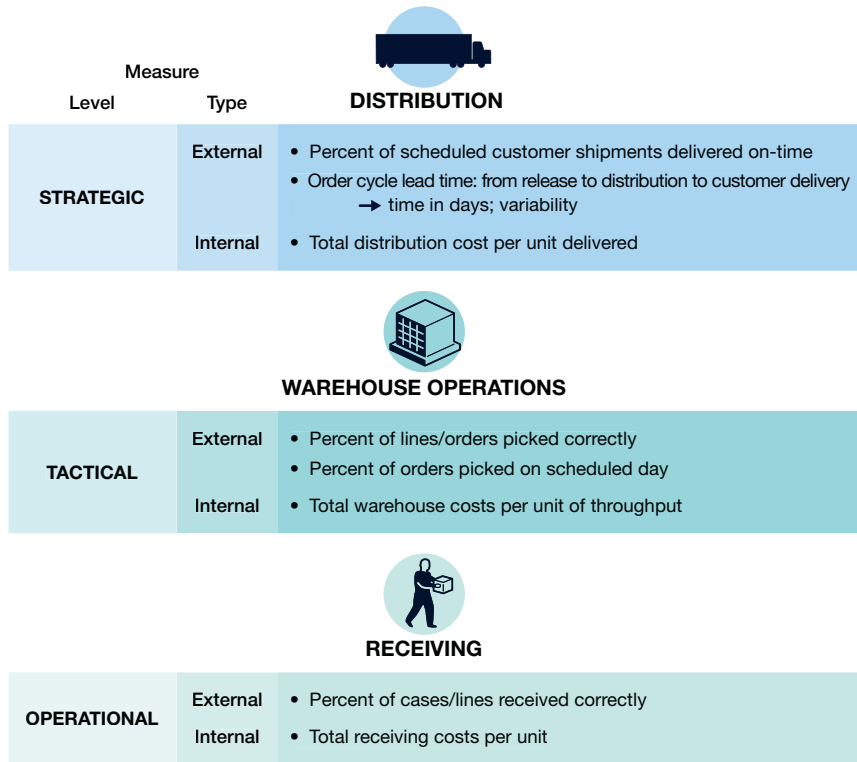 Measure
Level Type DISTRIBUTION
STRATEGIC
External • Percent of scheduled customer shipments delivered on-time
• Order cycle lead time: from release to distribution to customer delivery
→ time in days; variability
Internal • Total distribution cost per unit delivered
WAREHOUSE OPERATIONS
TACTICAL
External • Percent of lines/orders picked correctly
• Percent of orders picked on scheduled day
Internal • Total warehouse costs per unit of throughput
RECEIVING
OPERATIONAL
External • Percent of cases/lines received correctly
Internal • Total receiving costs per unit